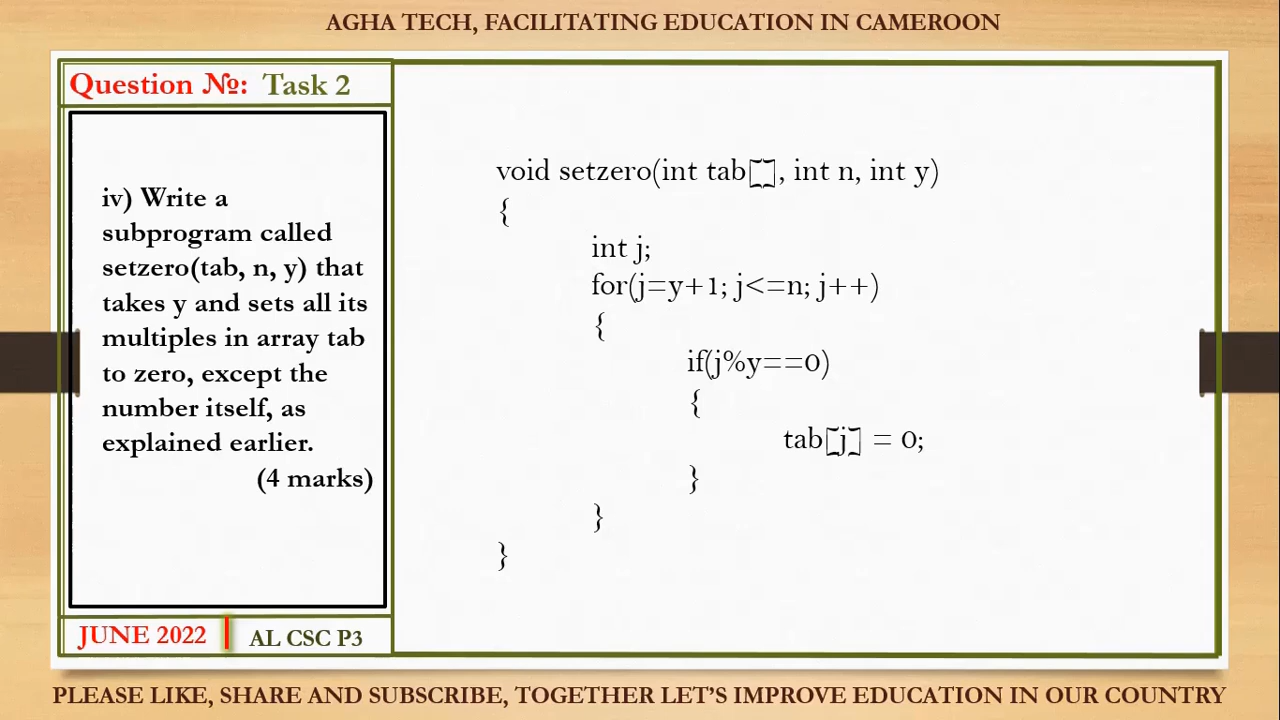 AGHA TECH, FACILITATING EDUCATION IN CAMEROON
Question №: Task 2
iv) Write a
subprogram called
setzero(tab, n, y) that
takes y and sets all its
multiples in array tab
to zero, except the
number itself, as
explained earlier.
(4 marks)
JUNE 2022 AL CSC P3
void setzero(int tab[], int n, int y)
{
int j;
for(j=y+1; j<=n; j++)
{
if(j%y==0)
{
tab[j] = 0;
}
}
}
PLEASE LIKE, SHARE AND SUBSCRIBE, TOGETHER LET'S IMPROVE EDUCATION IN OUR COUNTRY